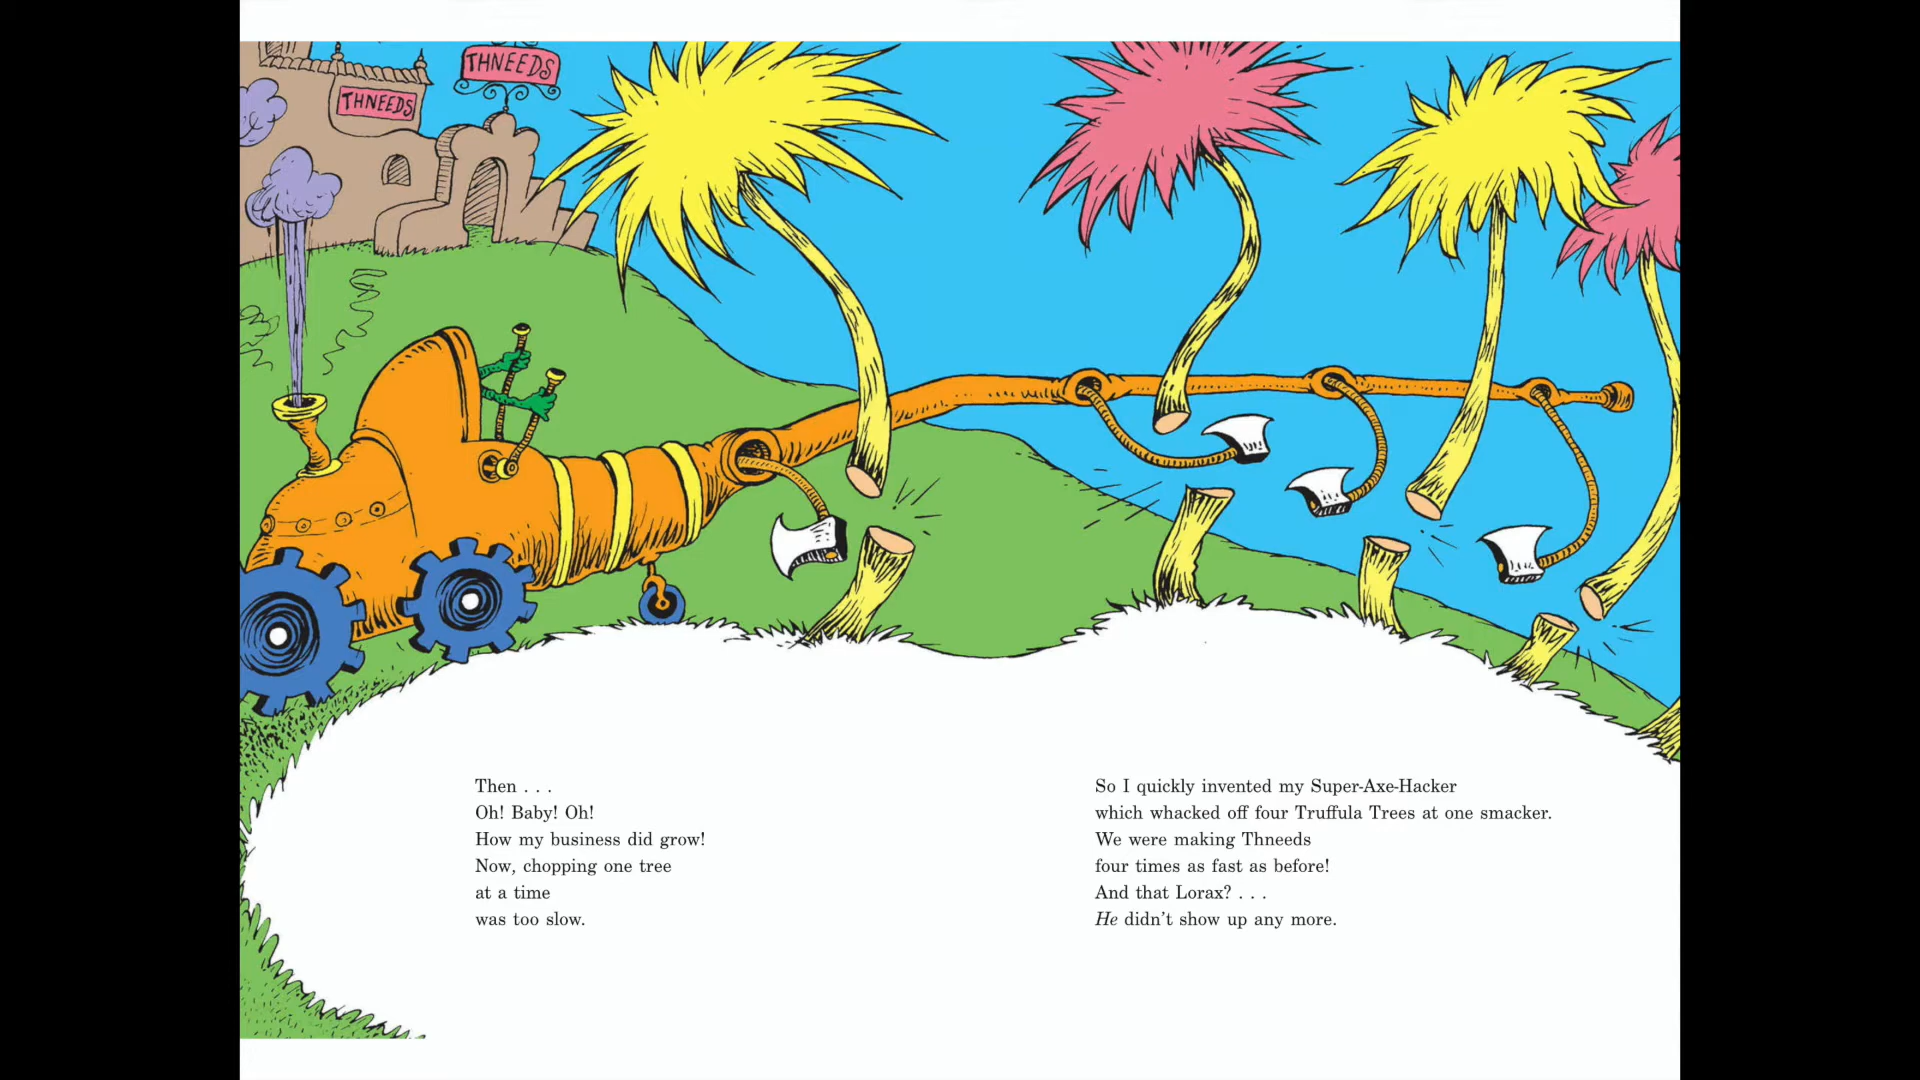 THNEEDS
THNEEDS
Then . . .
Oh! Baby! Oh!
How my business did grow!
Now, chopping one tree
at a time
was too slow.
So I quickly invented my Super-Axe-Hacker
which whacked off four Truffula Trees at one smacker.
We were making Thneeds
four times as fast as before!
And that Lorax? . . .
He didn't show up any more.